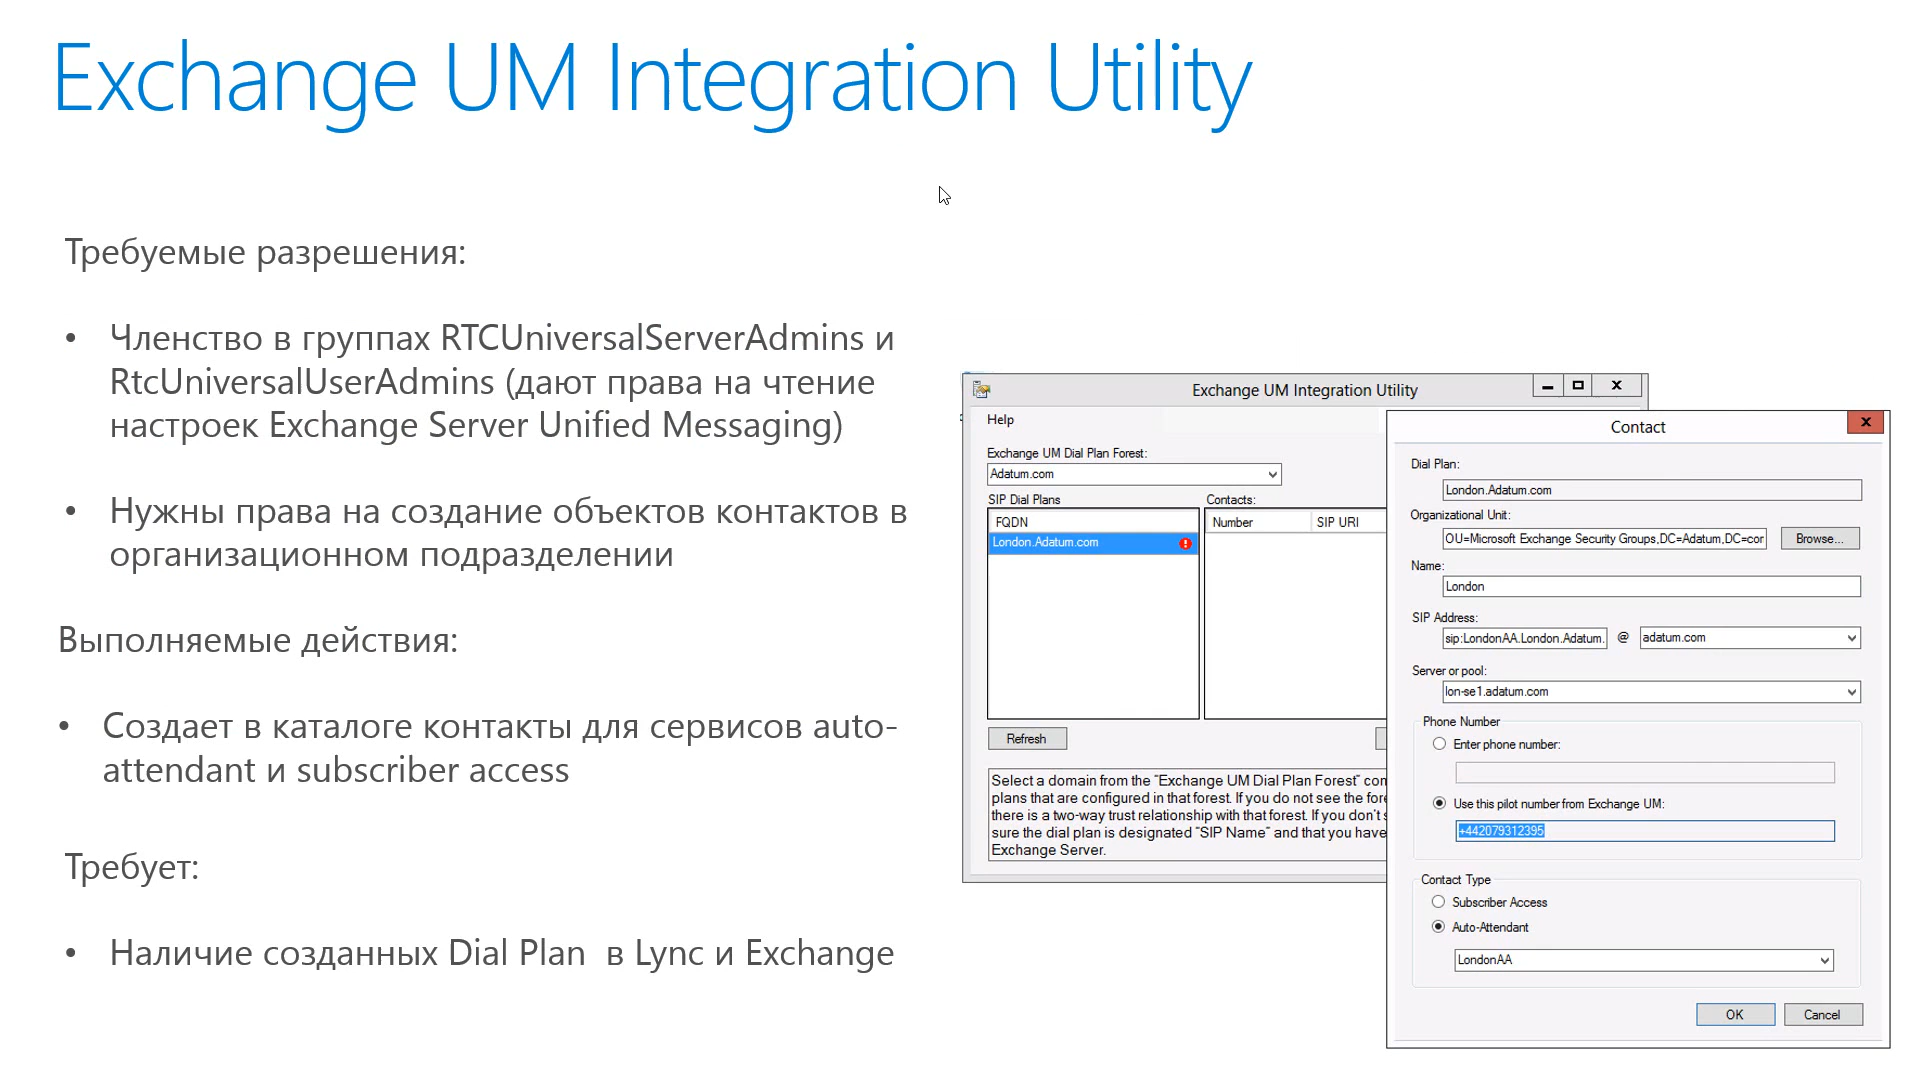 Exchange UM Integration Utility
Требуемые разрешения:
• Членство в группах RTCUniversalServerAdmins и
RtcUniversalUserAdmins (дают права на чтение
настроек Exchange Server Unified Messaging)
• Нужны права на создание объектов контактов в
организационном подразделении
Выполняемые действия:
• Создает в каталоге контакты для сервисов auto-
attendant и subscriber access
Требует:
• Наличие созданных Dial Plan в Lync и Exchange
Exchange UM Integration Utility
Help
Exchange UM Dial Plan Forest:
Adatum.com
SIP Dial Plans
Contacts:
FQDN
Number
SIP URI
London.Adatum.com
Refresh
Select a domain from the "Exchange UM Dial Plan Forest" com
plans that are configured in that forest. If you do not see the fore
there is a two-way trust relationship with that forest. If you don't s
sure the dial plan is designated "SIP Name" and that you have
Exchange Server.
Contact
Dial Plan:
London.Adatum.com
Organizational Unit:
OU=Microsoft Exchange Security Groups,DC=Adatum,DC=cor
Browse...
Name:
London
SIP Address:
sip:LondonAA.London.Adatum. @ adatum.com
Server or pool:
lon-se1.adatum.com
Phone Number
Enter phone number:
Use this pilot number from Exchange UM:
+442079312395
Contact Type
Subscriber Access
Auto-Attendant
LondonAA
OK
Cancel